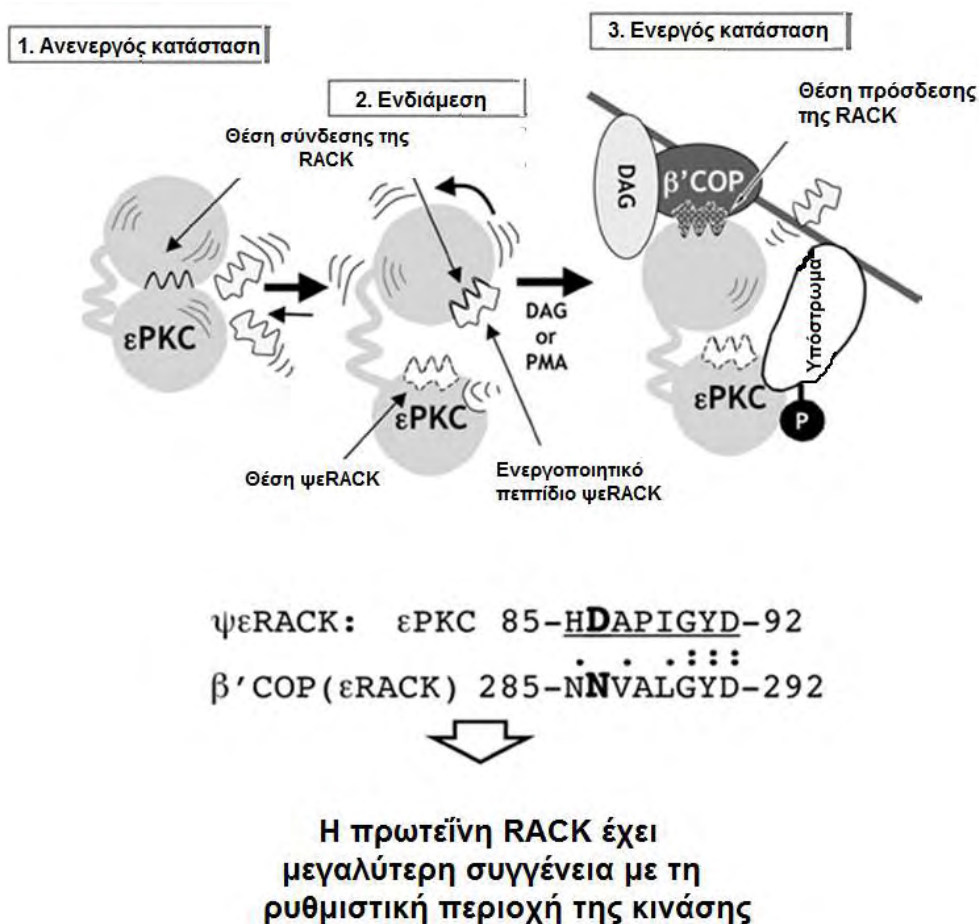 1. Ανενεργός κατάσταση
2. Ενδιάμεση
3. Ενεργός κατάσταση
Θέση σύνδεσης της
RACK
Θέση πρόσδεσης
της RACK
εPKC
εPKC
DAG
or
PMA
DAG
β'COP
εPKC
Υπόστρωμα
P
Θέση ψεRACK
Ενεργοποιητικό
πεπτίδιο ψεRACK
ψεRACK: εPKC 85-HDAPIGYD-92
. . .:::
β'COP(εRACK) 285-NNVALGYD-292
Η πρωτεΐνη RACK έχει
μεγαλύτερη συγγένεια με τη
ρυθμιστική περιοχή της κινάσης